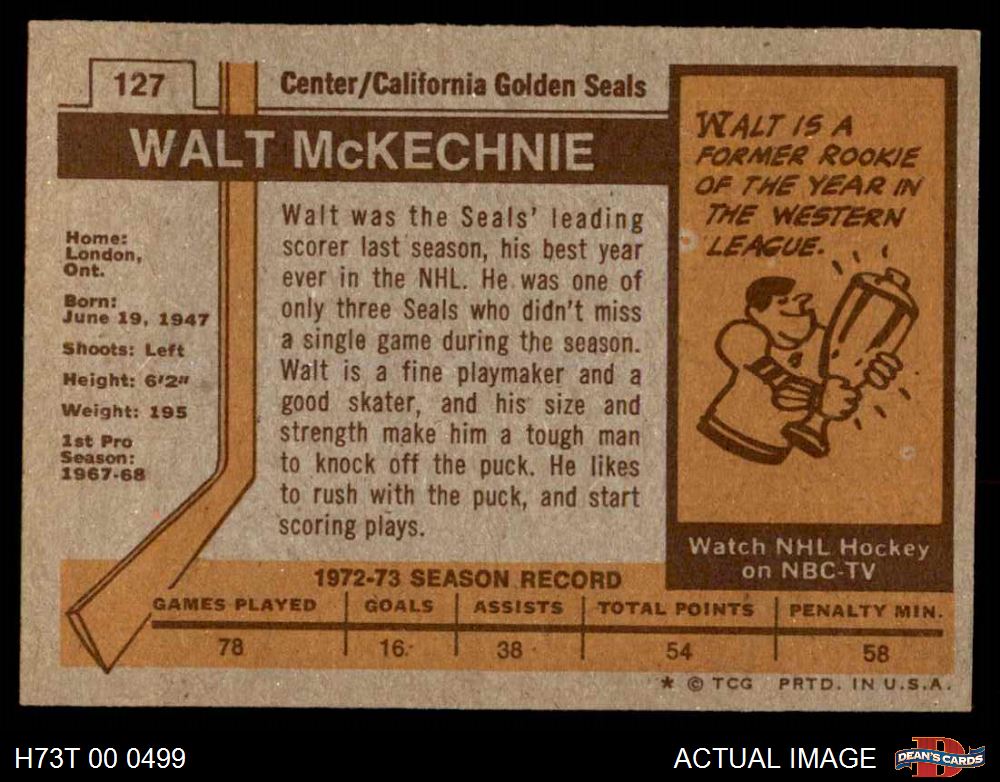 127
Center/California Golden Seals
WALT McKECHNIE
Home:
London,
Ont.
Born:
June 19, 1947
Shoots: Left
Height: 6'2"
Weight: 195
1st Pro
Season:
1967-68
Walt was the Seals' leading
scorer last season, his best year
ever in the NHL. He was one of
only three Seals who didn't miss
a single game during the season.
Walt is a fine playmaker and a
good skater, and his size and
strength make him a tough man
to knock off the puck. He likes
to rush with the puck, and start
scoring plays.
WALT IS A
FORMER ROOKIE
OF THE YEAR IN
THE WESTERN
LEAGUE.
Watch NHL Hockey
on NBC-TV
1972-73 SEASON RECORD
GAMES PLAYED GOALS ASSISTS TOTAL POINTS PENALTY MIN.
78 16 38 54 58
* © TCG PRTD. IN U.S.A.
H73T 00 0499
ACTUAL IMAGE
D
DEAN'S CARDS